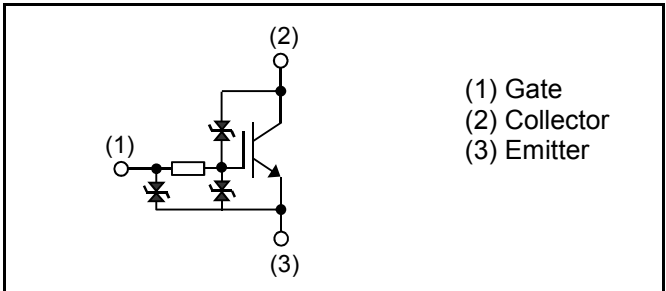 (2)
(1)
(3)
(1) Gate
(2) Collector
(3) Emitter